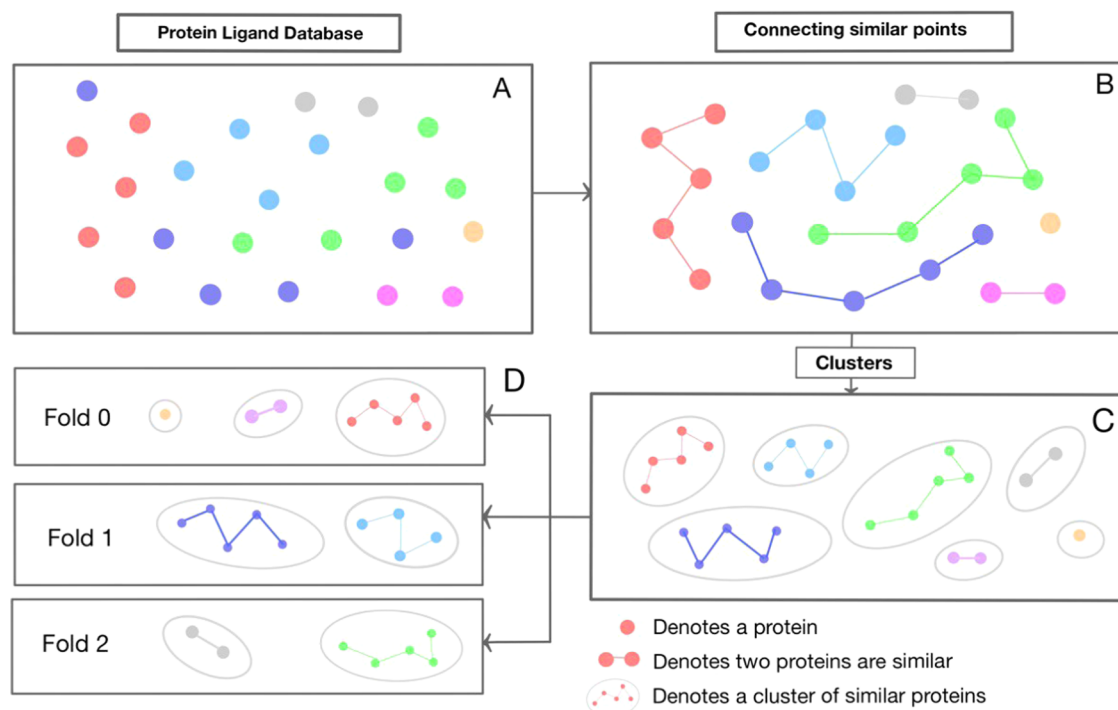 Protein Ligand Database
Connecting similar points
A
B
Clusters
D
C
Fold 0
Fold 1
Fold 2
Denotes a protein
Denotes two proteins are similar
Denotes a cluster of similar proteins